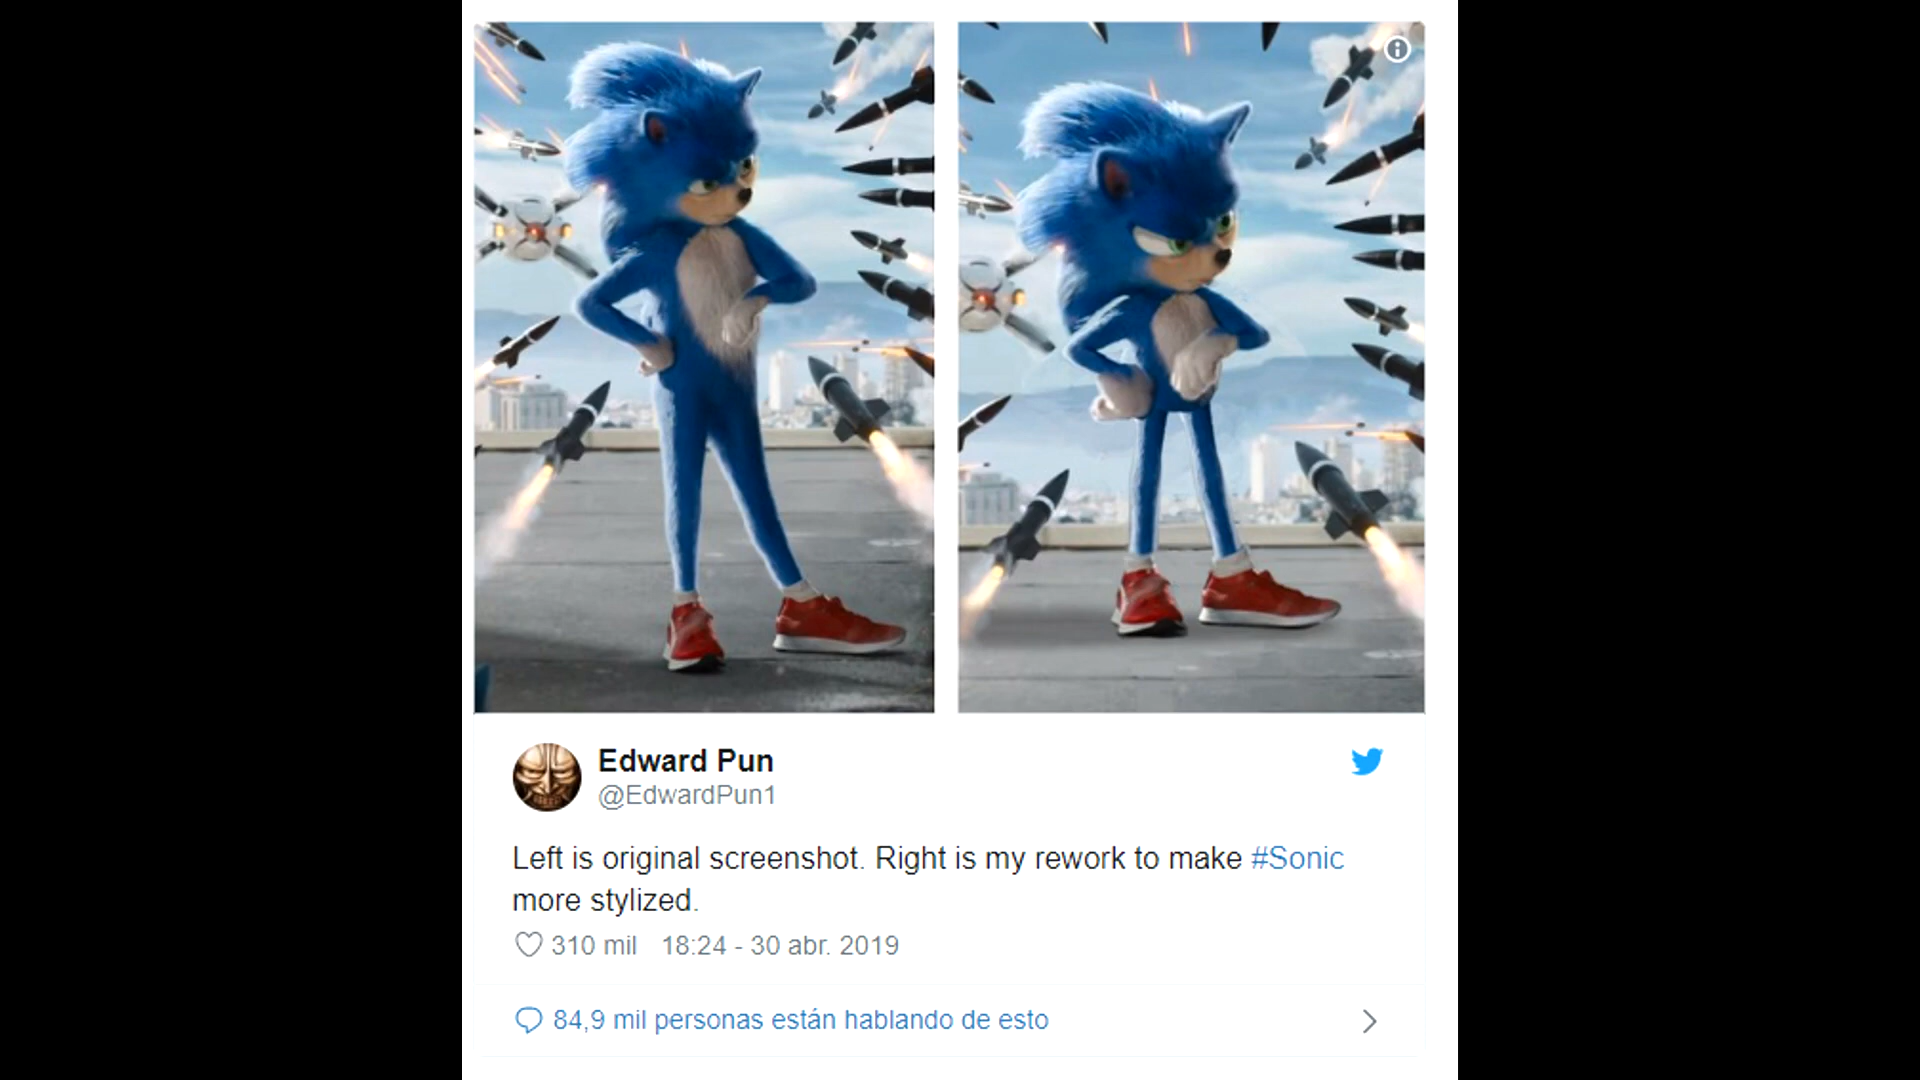 Edward Pun
@EdwardPun1
Left is original screenshot. Right is my rework to make #Sonic
more stylized.
310 mil 18:24 - 30 abr. 2019
84,9 mil personas están hablando de esto